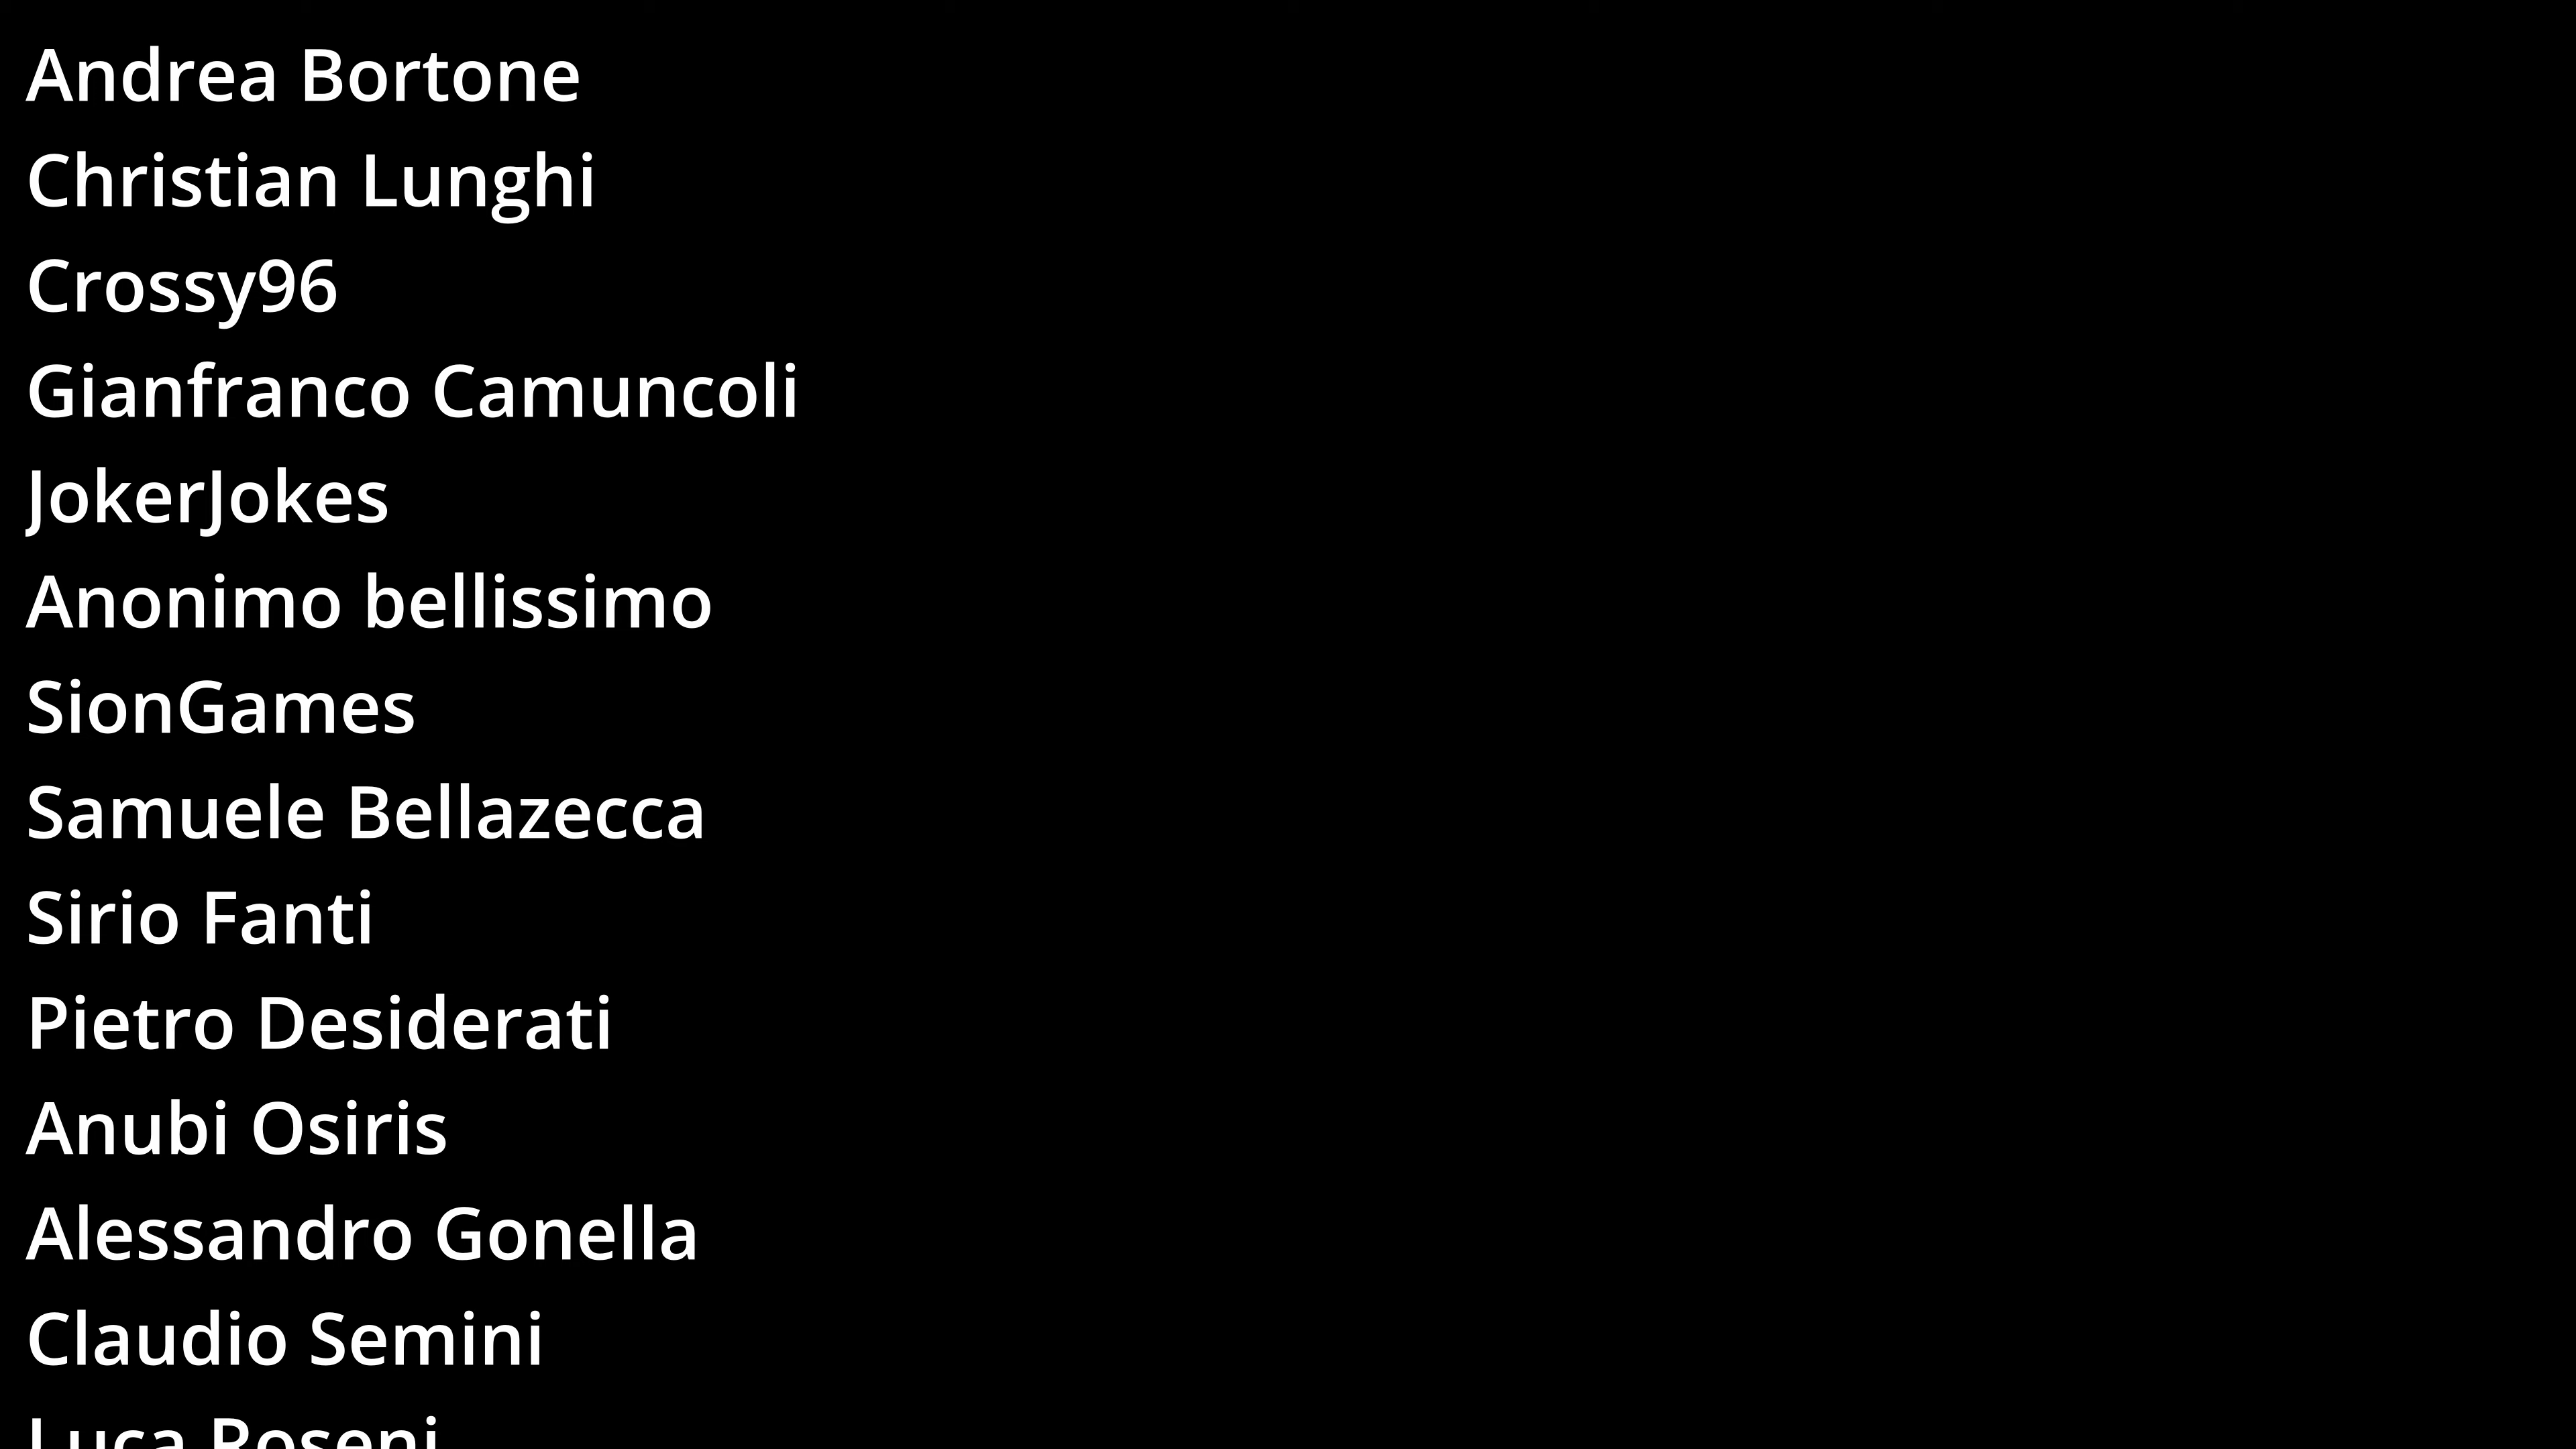 Andrea Bortone
Christian Lunghi
Crossy96
Gianfranco Camuncoli
JokerJokes
Anonimo bellissimo
SionGames
Samuele Bellazecca
Sirio Fanti
Pietro Desiderati
Anubi Osiris
Alessandro Gonella
Claudio Semini
Luca